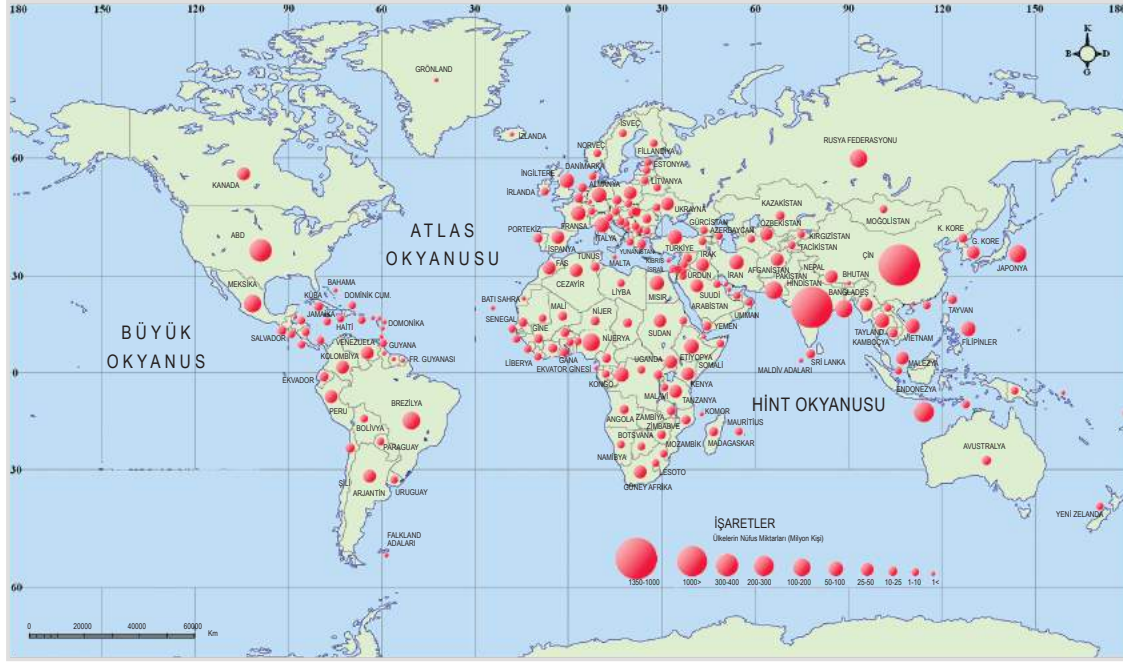 180 150 120 90 60 30 0 30 60 90 120 150 180
K
B D
G
GRÖNLAND
İZLANDA
İSVEÇ
NORVEÇ
FİLLANDİYA
RUSYA FEDERASYONU
60 60
DANİMARKA
ESTONYA
İNGİLTERE
ALMANYA
LİTVANYA
KANADA
İRLANDA
KAZAKİSTAN
MOĞOLİSTAN
ABD
ATLAS
OKYANUSU
PORTEKİZ
FRANSA
UKRAYNA
GÜRCİSTAN
ÖZBEKİSTAN
AZERBAYCAN
KIRGIZİSTAN
K. KORE
İSPANYA
İTALYA
TÜRKİYE
TACİKİSTAN
ÇİN
G. KORE
YUNANİSTAN
TUNUS
MALTA
KIBRIS
IRAK
İRAN
AFGANİSTAN
NEPAL
BHUTAN
JAPONYA
30 30
MEKSİKA
BAHAMA
FAS
CEZAYİR
İSRAİL
ÜRDÜN
PAKİSTAN
HİNDİSTAN
BANGLADEŞ
KÜBA
DOMİNİK CUM.
BATI SAHRA
LİBYA
MISIR
SUUDİ
ARABİSTAN
UMMAN
TAYVAN
BÜYÜK
OKYANUS
JAMAİKA
HAİTİ
DOMONİKA
SENEGAL
MALİ
NİJER
SUDAN
YEMEN
SALVADOR
GİNE
TAYLAND
VİETNAM
FİLİPİNLER
VENEZUELA
GUYANA
NİJERYA
KAMBOÇYA
KOLOMBİYA
FR. GUYANASI
LİBERYA
GANA
EKVATOR GİNESİ
UGANDA
ETİYOPYA
SOMALİ
SRİ LANKA
MALDİV ADALARI
MALEZYA
0 0
EKVADOR
KONGO
KENYA
ENDONEZYA
PERU
BREZİLYA
MALAVİ
TANZANYA
HİNT OKYANUSU
ANGOLA
ZAMBİYA
KOMOR
MAURİTİUS
BOLİVYA
ZİMBABVE
BOTSVANA
MOZAMBİK
MADAGASKAR
PARAGUAY
NAMİBYA
AVUSTRALYA
30 30
ŞİLİ
ARJANTİN
URUGUAY
LESOTO
GÜNEY AFRİKA
YENİ ZELANDA
FALKLAND
ADALARI
İŞARETLER
Ülkelerin Nüfus Miktarları (Milyon Kişi)
1350-1000 1000> 300-400 200-300 100-200 50-100 25-50 10-25 1-10 1<
60 60
0 20000 40000 60000 Km